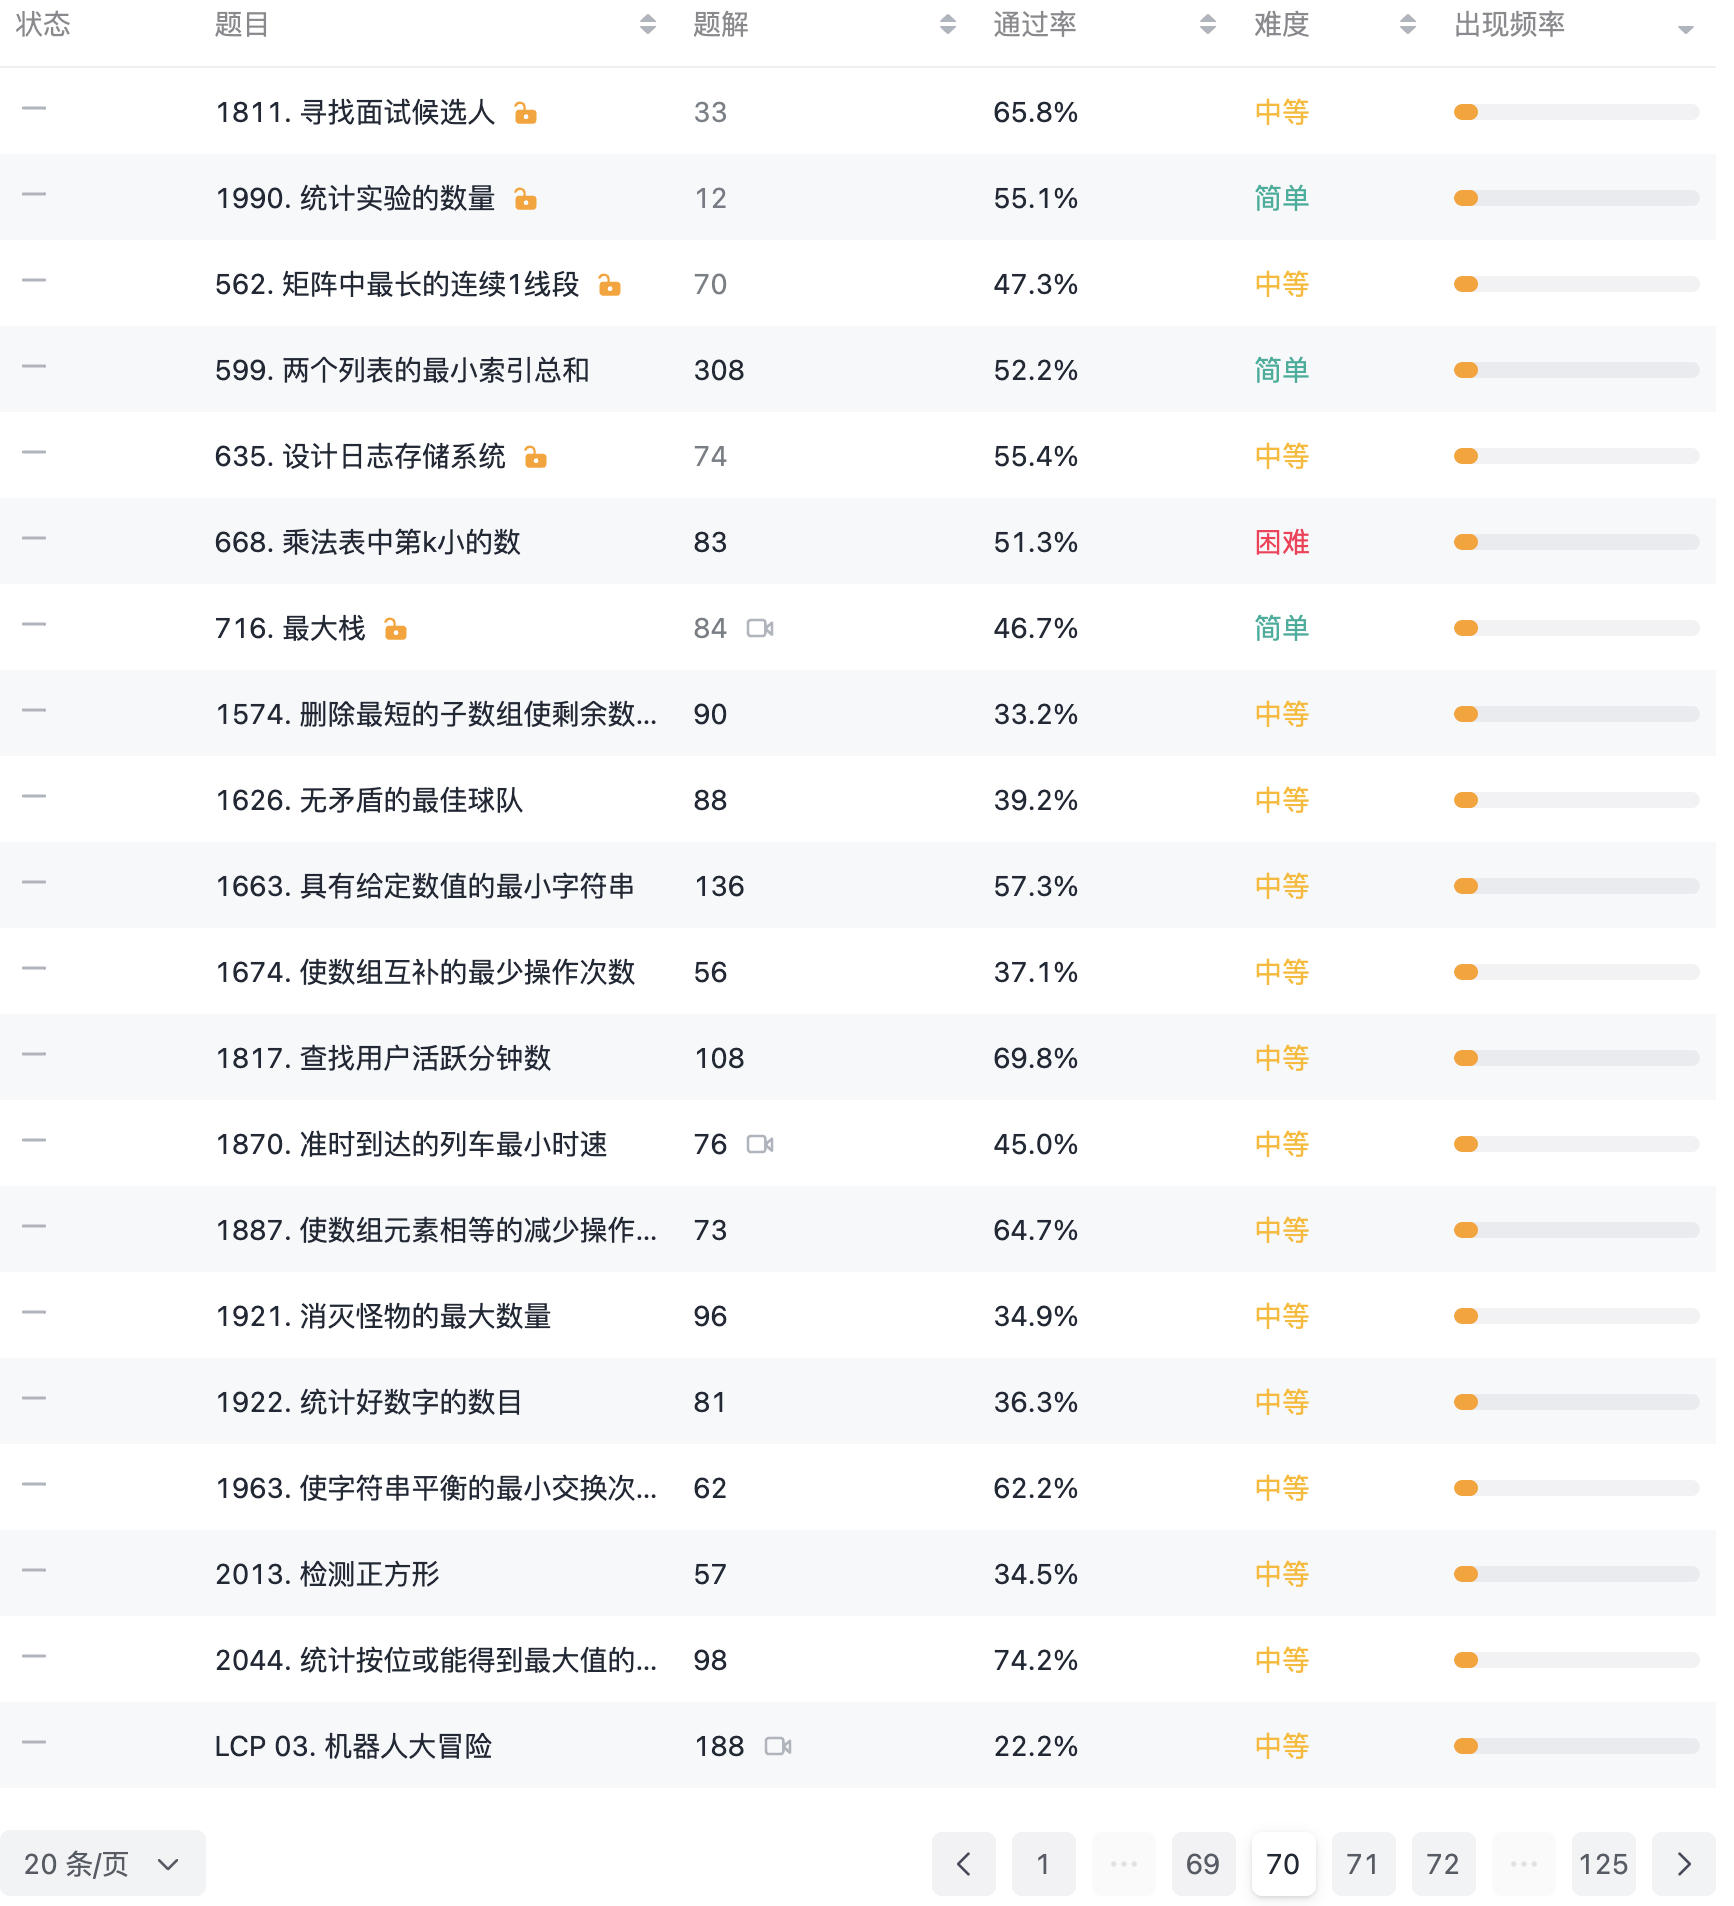 状态 题目 题解 通过率 难度 出现频率
1811. 寻找面试候选人 33 65.8% 中等
1990. 统计实验的数量 12 55.1% 简单
562. 矩阵中最长的连续1线段 70 47.3% 中等
599. 两个列表的最小索引总和 308 52.2% 简单
635. 设计日志存储系统 74 55.4% 中等
668. 乘法表中第k小的数 83 51.3% 困难
716. 最大栈 84 46.7% 简单
1574. 删除最短的子数组使剩余数... 90 33.2% 中等
1626. 无矛盾的最佳球队 88 39.2% 中等
1663. 具有给定数值的最小字符串 136 57.3% 中等
1674. 使数组互补的最少操作次数 56 37.1% 中等
1817. 查找用户活跃分钟数 108 69.8% 中等
1870. 准时到达的列车最小时速 76 45.0% 中等
1887. 使数组元素相等的减少操作... 73 64.7% 中等
1921. 消灭怪物的最大数量 96 34.9% 中等
1922. 统计好数字的数目 81 36.3% 中等
1963. 使字符串平衡的最小交换次... 62 62.2% 中等
2013. 检测正方形 57 34.5% 中等
2044. 统计按位或能得到最大值的... 98 74.2% 中等
LCP 03. 机器人大冒险 188 22.2% 中等
20 条/页 1 ... 69 70 71 72 ... 125